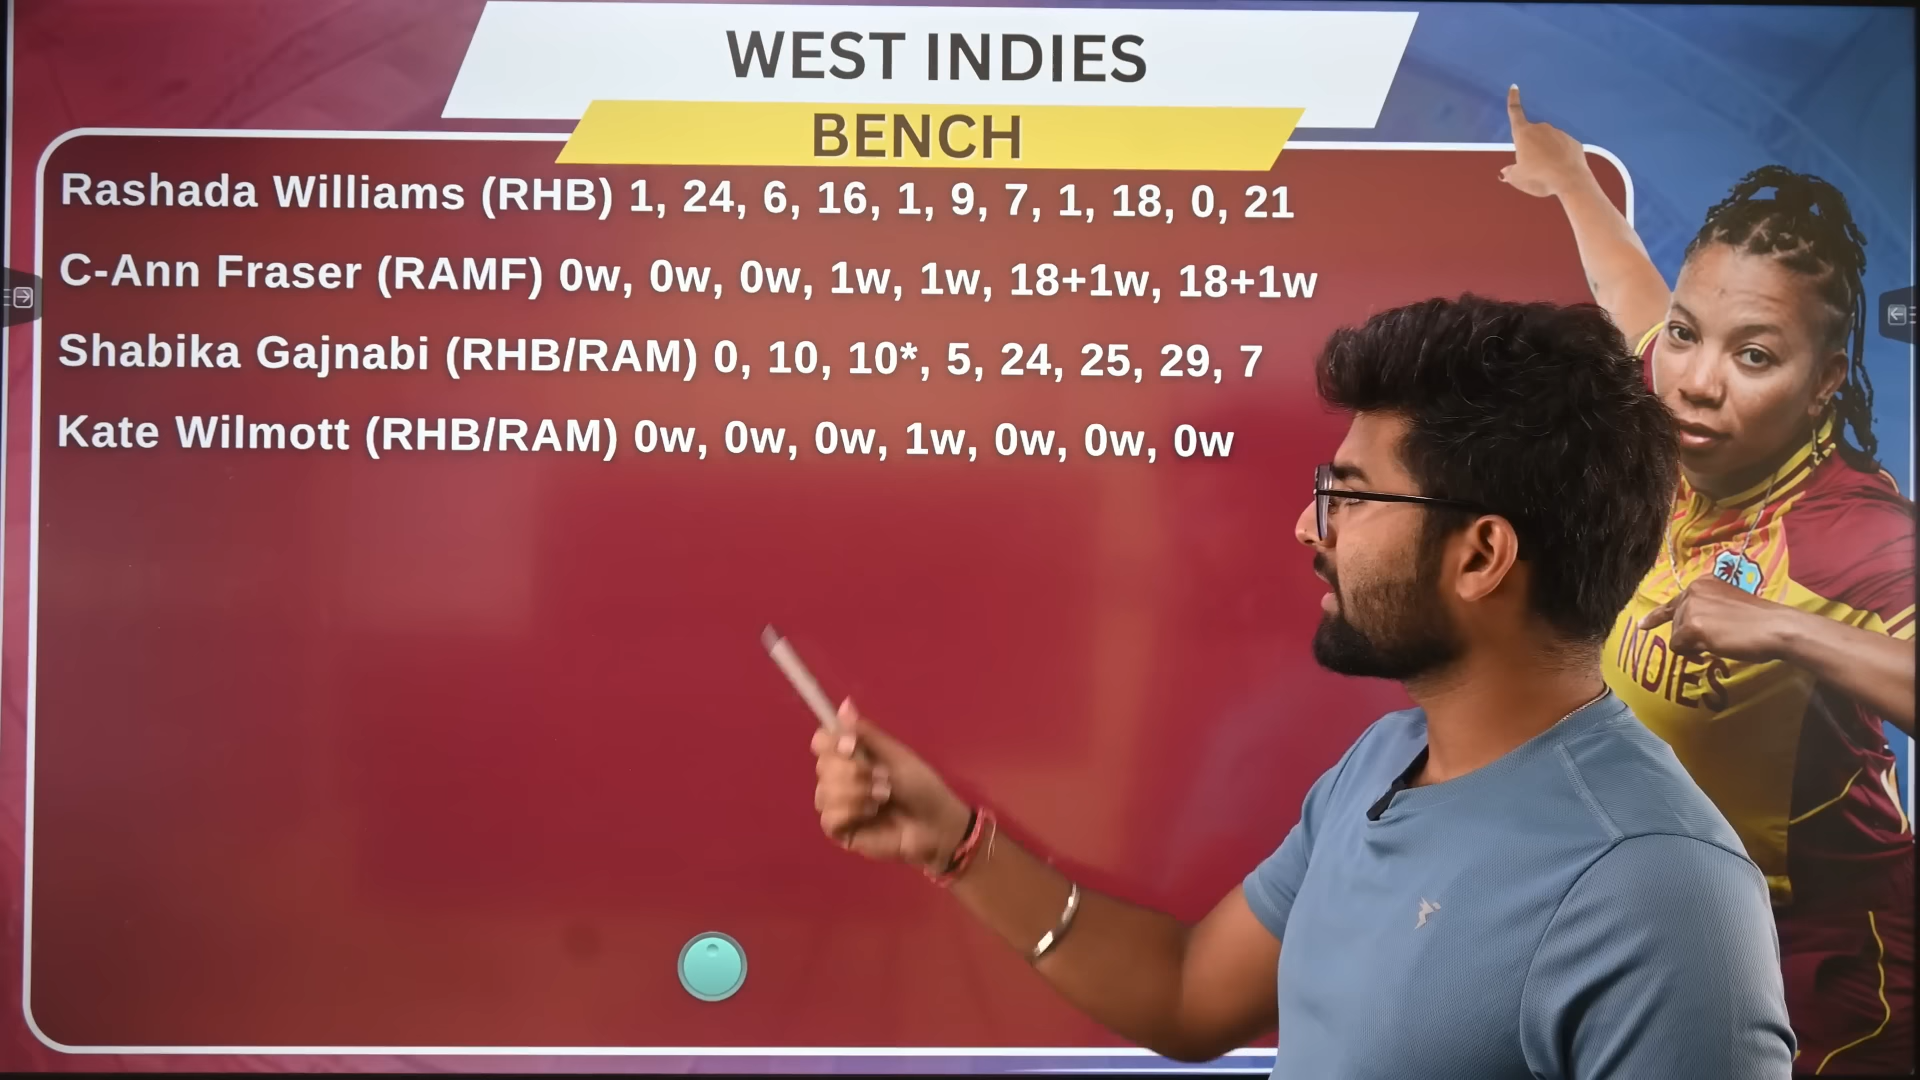 WEST INDIES
BENCH
Rashada Williams (RHB) 1, 24, 6, 16, 1, 9, 7, 1, 18, 0, 21
C-Ann Fraser (RAMF) 0w, 0w, 0w, 1w, 1w, 18+1w, 18+1w
Shabika Gajnabi (RHB/RAM) 0, 10, 10*, 5, 24, 25, 29, 7
Kate Wilmott (RHB/RAM) 0w, 0w, 0w, 1w, 0w, 0w, 0w
INDIES